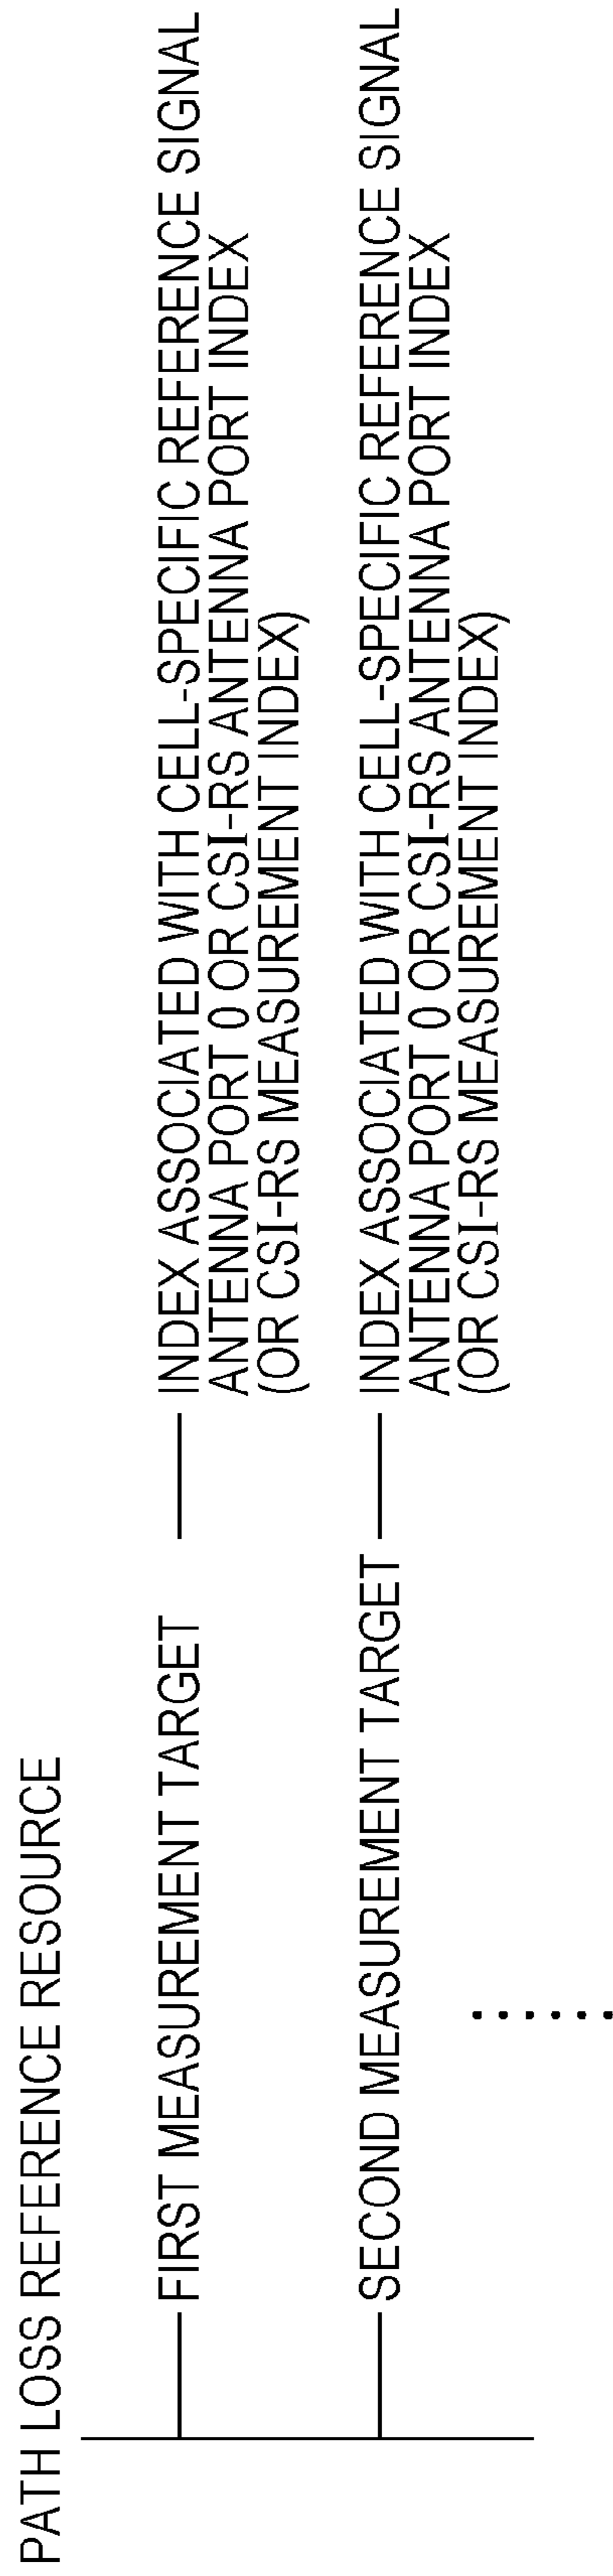 PATH LOSS REFERENCE RESOURCE
FIRST MEASUREMENT TARGET
INDEX ASSOCIATED WITH CELL-SPECIFIC REFERENCE SIGNAL
ANTENNA PORT 0 OR CSI-RS ANTENNA PORT INDEX
(OR CSI-RS MEASUREMENT INDEX)
SECOND MEASUREMENT TARGET
INDEX ASSOCIATED WITH CELL-SPECIFIC REFERENCE SIGNAL
ANTENNA PORT 0 OR CSI-RS ANTENNA PORT INDEX
(OR CSI-RS MEASUREMENT INDEX)
......